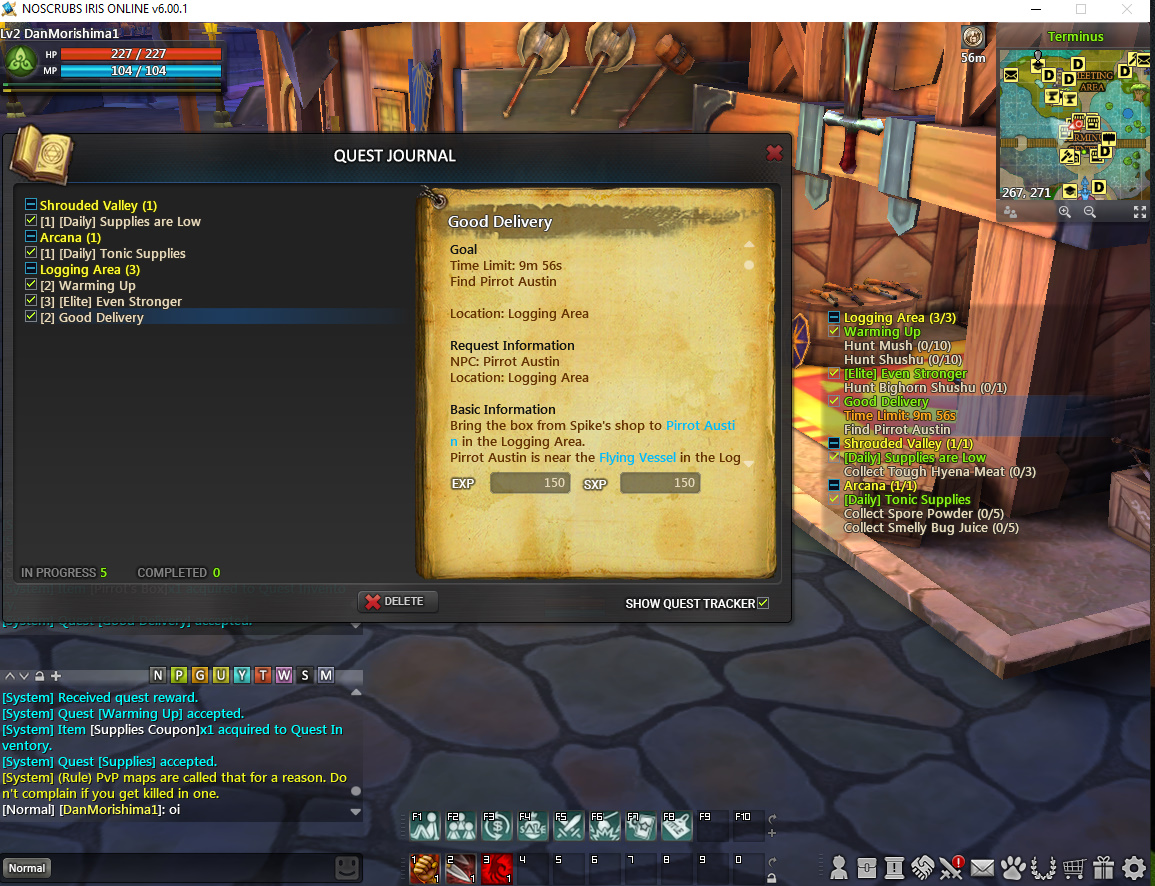 NOSCRUBS IRIS ONLINE v6.00.1
Lv2 DanMorishima1
HP 227 / 227
MP 104 / 104
56m
Terminus
MEETING
AREA
267, 271
QUEST JOURNAL
Shrouded Valley (1)
[1] [Daily] Supplies are Low
Arcana (1)
[1] [Daily] Tonic Supplies
Logging Area (3)
[2] Warming Up
[3] [Elite] Even Stronger
[2] Good Delivery
IN PROGRESS 5
COMPLETED 0
Good Delivery
Goal
Time Limit: 9m 56s
Find Pirrot Austin
Location: Logging Area
Request Information
NPC: Pirrot Austin
Location: Logging Area
Basic Information
Bring the box from Spike's shop to Pirrot Austi
n in the Logging Area.
Pirrot Austin is near the Flying Vessel in the Log
EXP 150 SXP 150
DELETE
SHOW QUEST TRACKER
Logging Area (3/3)
Warming Up
Hunt Mush (0/10)
Hunt Shushu (0/10)
[Elite] Even Stronger
Hunt Bighorn Shushu (0/1)
Good Delivery
Time Limit: 9m 56s
Find Pirrot Austin
Shrouded Valley (1/1)
[Daily] Supplies are Low
Collect Tough Hyena Meat (0/3)
Arcana (1/1)
[Daily] Tonic Supplies
Collect Spore Powder (0/5)
Collect Smelly Bug Juice (0/5)
[System] Quest [Good Delivery] accepted.
N P G U Y T W S M
[System] Received quest reward.
[System] Quest [Warming Up] accepted.
[System] Item [Supplies Coupon]x1 acquired to Quest In
ventory.
[System] Quest [Supplies] accepted.
[System] (Rule) PvP maps are called that for a reason. Do
n't complain if you get killed in one.
[Normal] [DanMorishima1]: oi
Normal
F1 F2 F3 F4 F5 F6 F7 F8 F9 F10
SALE
1 2 3 4 5 6 7 8 9 0
1 1 1